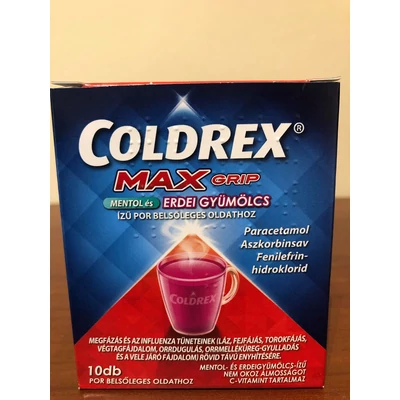 COLDREX®
MAX GRIP
MENTOL és ERDEI GYÜMÖLCS
ÍZŰ POR BELSŐLEGES OLDATHOZ
Paracetamol
Aszkorbinsav
Fenilefrin-
hidroklorid
COLDREX
MEGFÁZÁS ÉS AZ INFLUENZA TÜNETEINEK (LÁZ, FEJFÁJÁS, TOROKFÁJÁS,
VÉGTAGFÁJDALOM, ORRDUGULÁS, ORRMELLÉKÜREG-GYULLADÁS
ÉS A VELE JÁRÓ FÁJDALOM) RÖVID TÁVÚ ENYHÍTÉSÉRE.
10db
POR BELSŐLEGES OLDATHOZ
MENTOL- ÉS ERDEIGYÜMÖLCS-ÍZŰ
NEM OKOZ ÁLMOSSÁGOT
C-VITAMINT TARTALMAZ